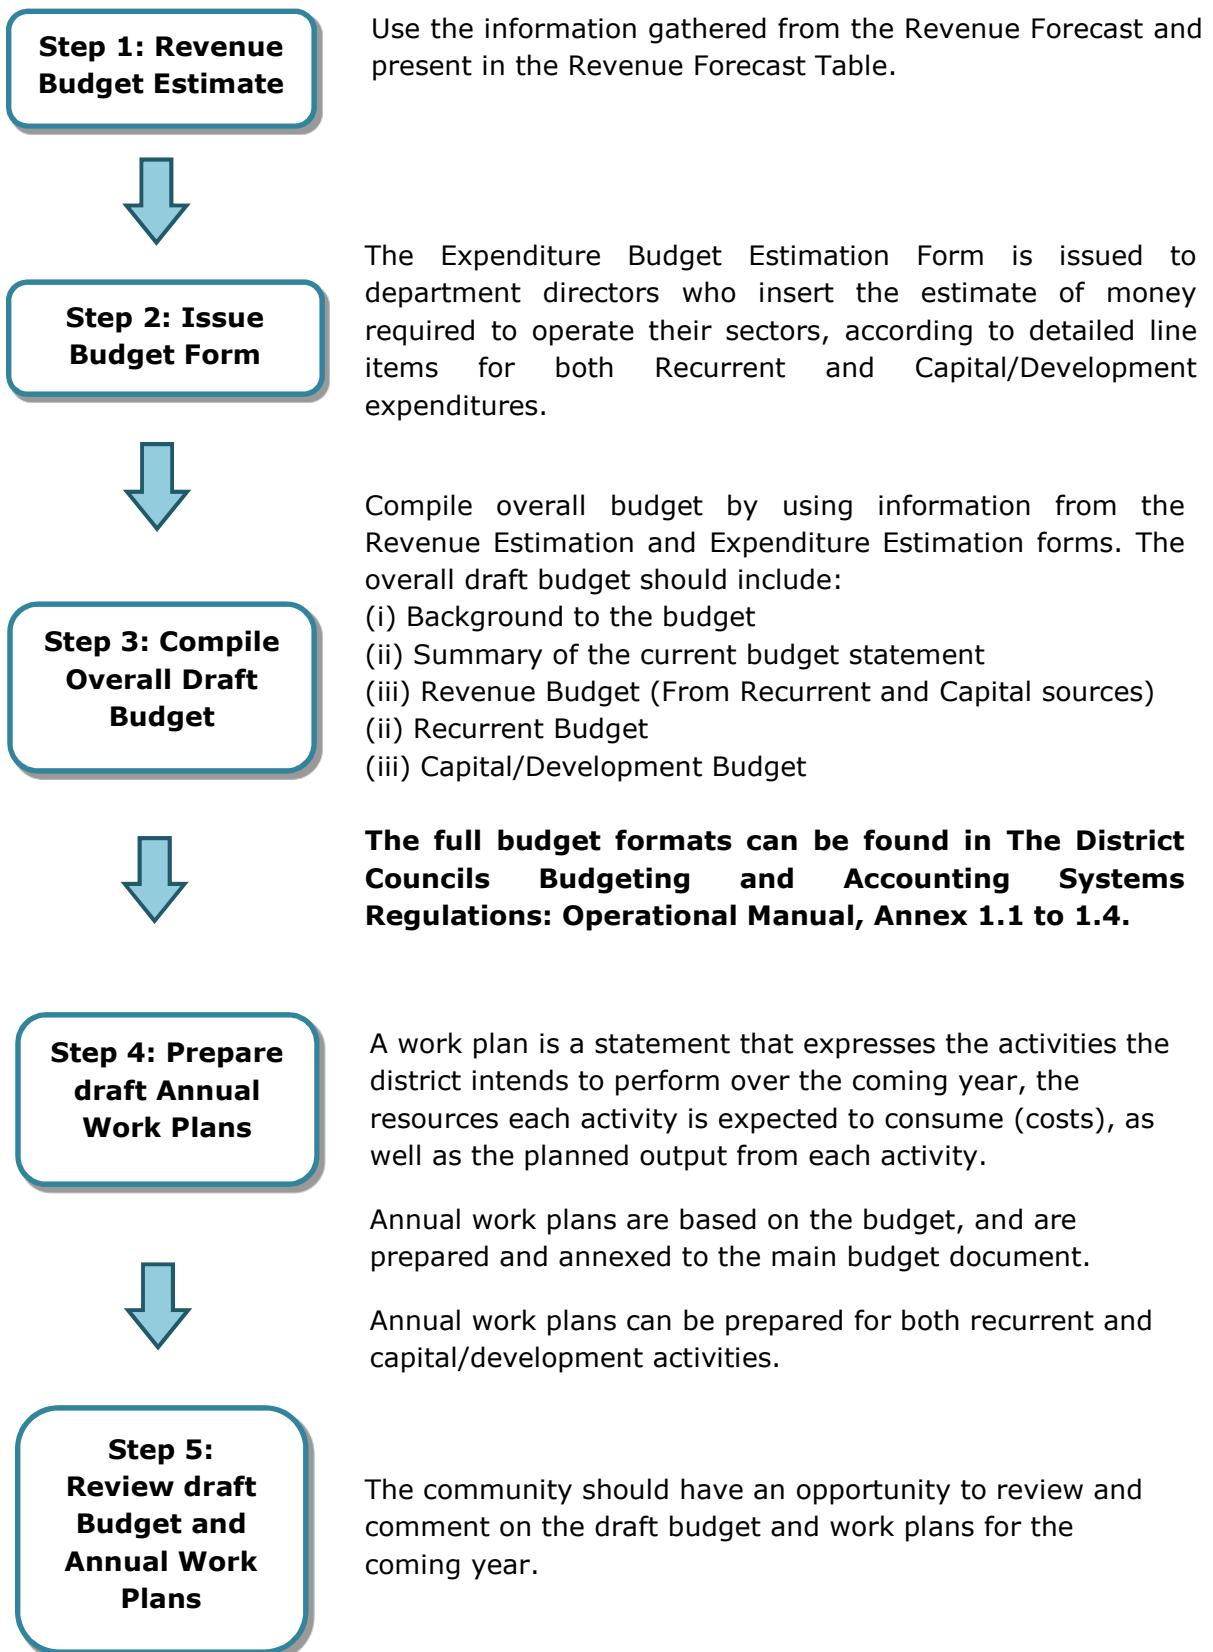 Step 1: Revenue
Budget Estimate
Use the information gathered from the Revenue Forecast and
present in the Revenue Forecast Table.
Step 2: Issue
Budget Form
The Expenditure Budget Estimation Form is issued to
department directors who insert the estimate of money
required to operate their sectors, according to detailed line
items for both Recurrent and Capital/Development
expenditures.
Step 3: Compile
Overall Draft
Budget
Compile overall budget by using information from the
Revenue Estimation and Expenditure Estimation forms. The
overall draft budget should include:
(i) Background to the budget
(ii) Summary of the current budget statement
(iii) Revenue Budget (From Recurrent and Capital sources)
(ii) Recurrent Budget
(iii) Capital/Development Budget
The full budget formats can be found in The District
Councils Budgeting and Accounting Systems
Regulations: Operational Manual, Annex 1.1 to 1.4.
Step 4: Prepare
draft Annual
Work Plans
A work plan is a statement that expresses the activities the
district intends to perform over the coming year, the
resources each activity is expected to consume (costs), as
well as the planned output from each activity.
Annual work plans are based on the budget, and are
prepared and annexed to the main budget document.
Annual work plans can be prepared for both recurrent and
capital/development activities.
Step 5:
Review draft
Budget and
Annual Work
Plans
The community should have an opportunity to review and
comment on the draft budget and work plans for the
coming year.